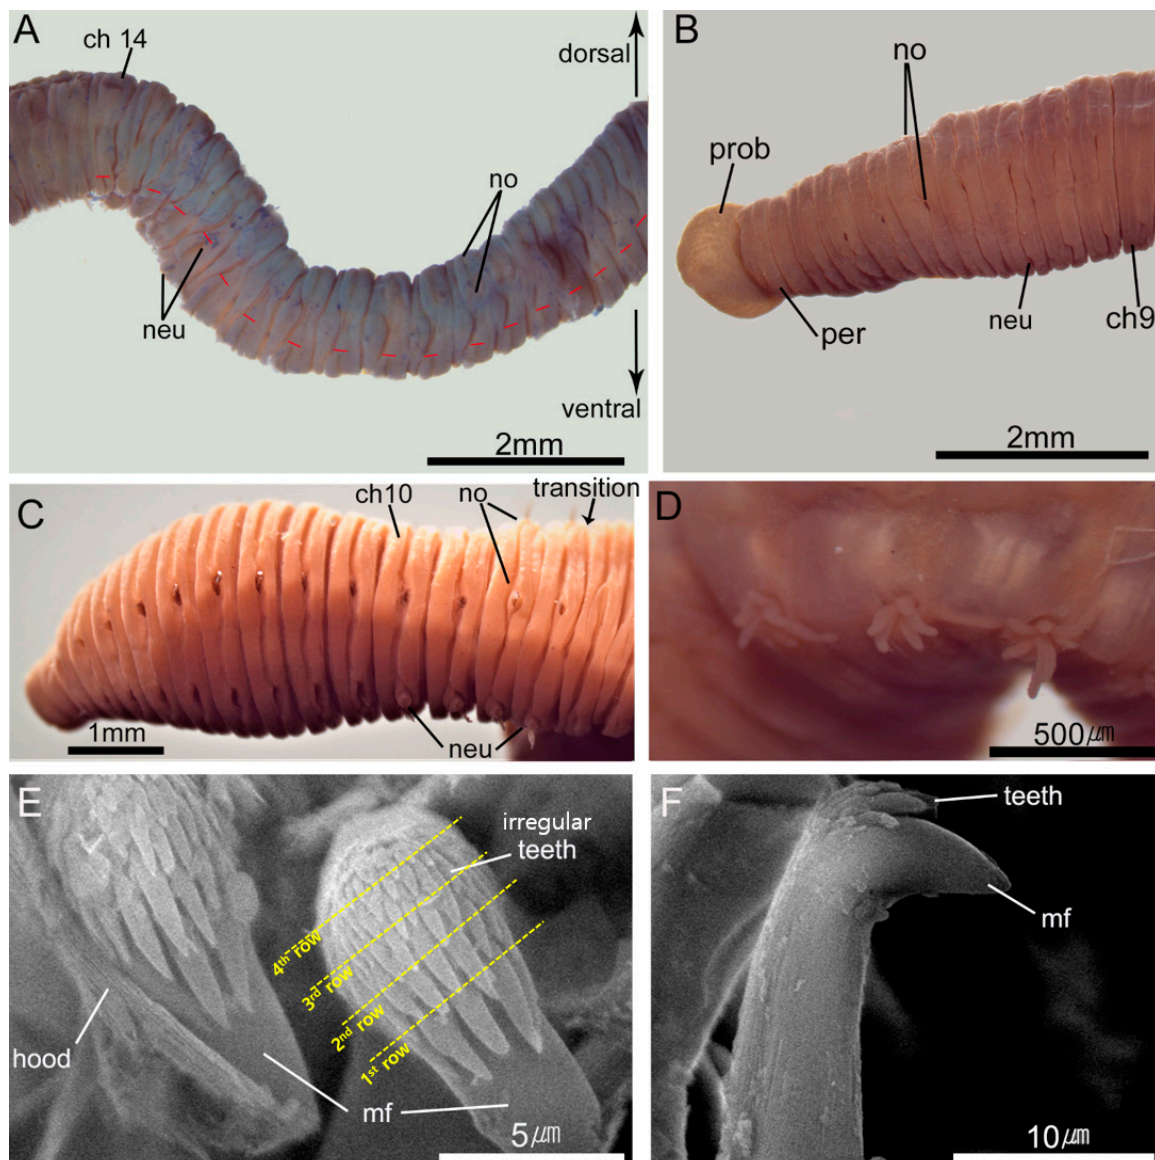 A
ch 14
dorsal
no
neu
ventral
2mm
B
no
prob
per
neu
ch9
2mm
C
ch10
no
transition
1mm
neu
D
500㎛
E
irregular
teeth
4th row
3rd row
2nd row
1st row
hood
mf
5㎛
F
teeth
mf
10㎛